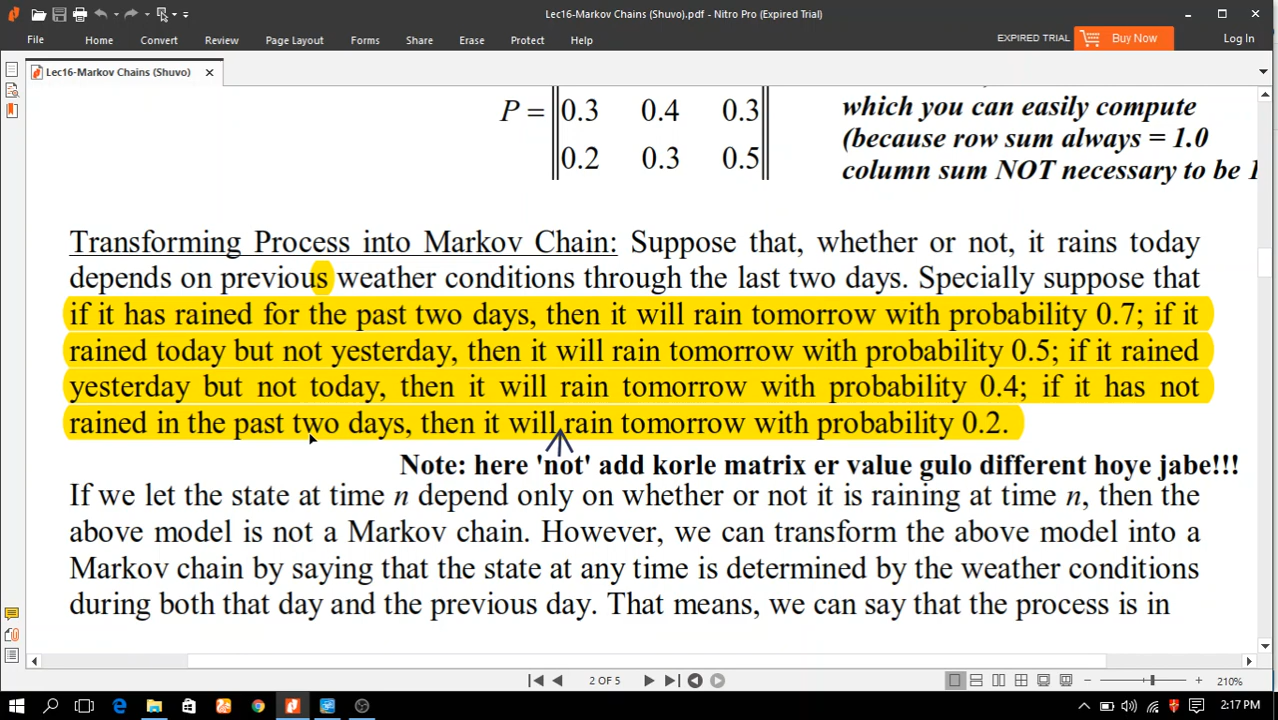 Lec16-Markov Chains (Shuvo).pdf - Nitro Pro (Expired Trial)
File Home Convert Review Page Layout Forms Share Erase Protect Help EXPIRED TRIAL Buy Now Log In
Lec16-Markov Chains (Shuvo)
P = 0.3 0.4 0.3
0.2 0.3 0.5
which you can easily compute
(because row sum always = 1.0
column sum NOT necessary to be 1
Transforming Process into Markov Chain: Suppose that, whether or not, it rains today
depends on previous weather conditions through the last two days. Specially suppose that
if it has rained for the past two days, then it will rain tomorrow with probability 0.7; if it
rained today but not yesterday, then it will rain tomorrow with probability 0.5; if it rained
yesterday but not today, then it will rain tomorrow with probability 0.4; if it has not
rained in the past two days, then it will rain tomorrow with probability 0.2.
Note: here 'not' add korle matrix er value gulo different hoye jabe!!!
If we let the state at time n depend only on whether or not it is raining at time n, then the
above model is not a Markov chain. However, we can transform the above model into a
Markov chain by saying that the state at any time is determined by the weather conditions
during both that day and the previous day. That means, we can say that the process is in
2 OF 5
210%
2:17 PM